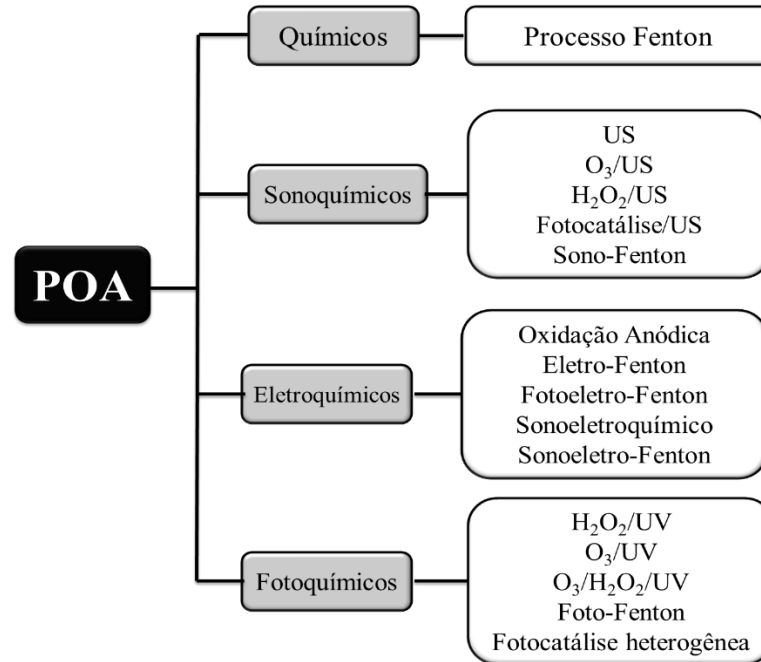 POA
Químicos
Processo Fenton
Sonoquímicos
US
O₃/US
H₂O₂/US
Fotocatálise/US
Sono-Fenton
Eletroquímicos
Oxidação Anódica
Eletro-Fenton
Fotoeletro-Fenton
Sonoeletroquímico
Sonoeletro-Fenton
Fotoquímicos
H₂O₂/UV
O₃/UV
O₃/H₂O₂/UV
Foto-Fenton
Fotocatálise heterogênea